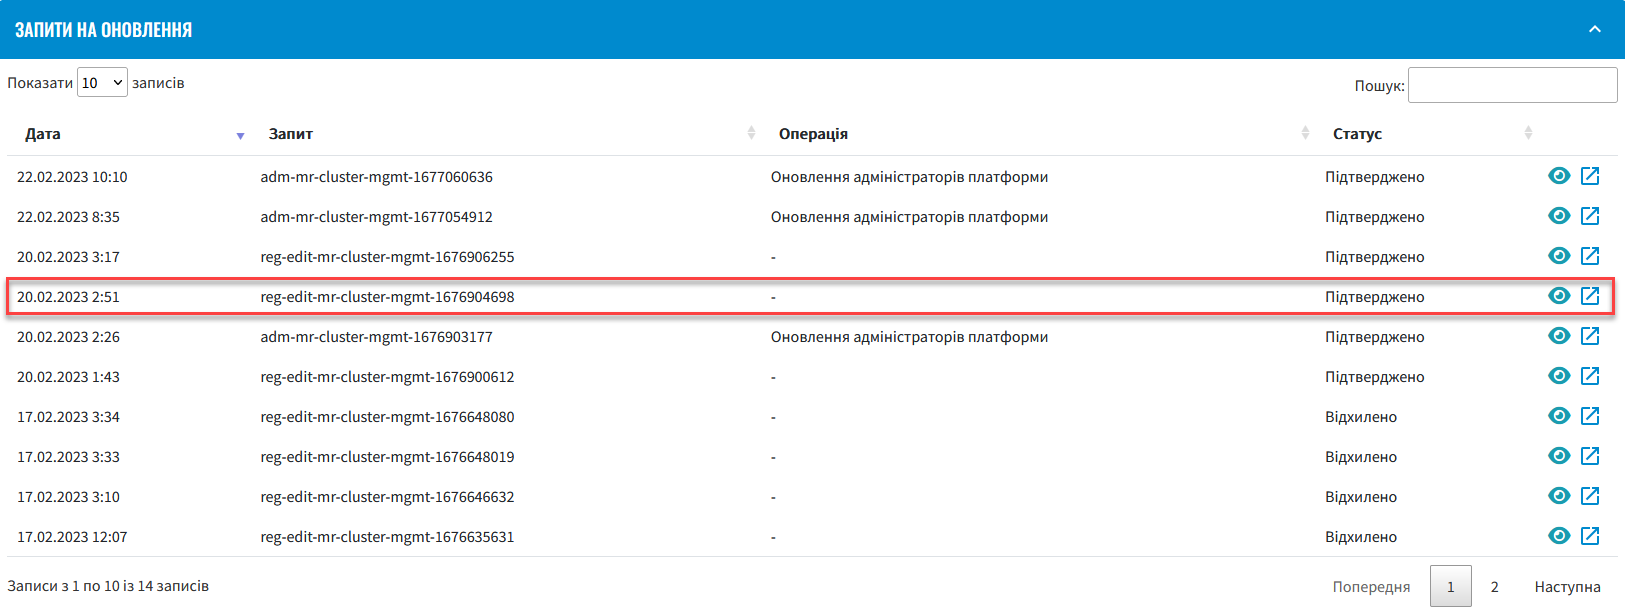 ЗАПИТИ НА ОНОВЛЕННЯ
Показати 10 записів
Пошук:
Дата Запит Операція Статус
22.02.2023 10:10 adm-mr-cluster-mgmt-1677060636 Оновлення адміністраторів платформи Підтверджено
22.02.2023 8:35 adm-mr-cluster-mgmt-1677054912 Оновлення адміністраторів платформи Підтверджено
20.02.2023 3:17 reg-edit-mr-cluster-mgmt-1676906255 - Підтверджено
20.02.2023 2:51 reg-edit-mr-cluster-mgmt-1676904698 - Підтверджено
20.02.2023 2:26 adm-mr-cluster-mgmt-1676903177 Оновлення адміністраторів платформи Підтверджено
20.02.2023 1:43 reg-edit-mr-cluster-mgmt-1676900612 - Підтверджено
17.02.2023 3:34 reg-edit-mr-cluster-mgmt-1676648080 - Відхилено
17.02.2023 3:33 reg-edit-mr-cluster-mgmt-1676648019 - Відхилено
17.02.2023 3:10 reg-edit-mr-cluster-mgmt-1676646632 - Відхилено
17.02.2023 12:07 reg-edit-mr-cluster-mgmt-1676635631 - Відхилено
Записи з 1 по 10 із 14 записів
Попередня 1 2 Наступна